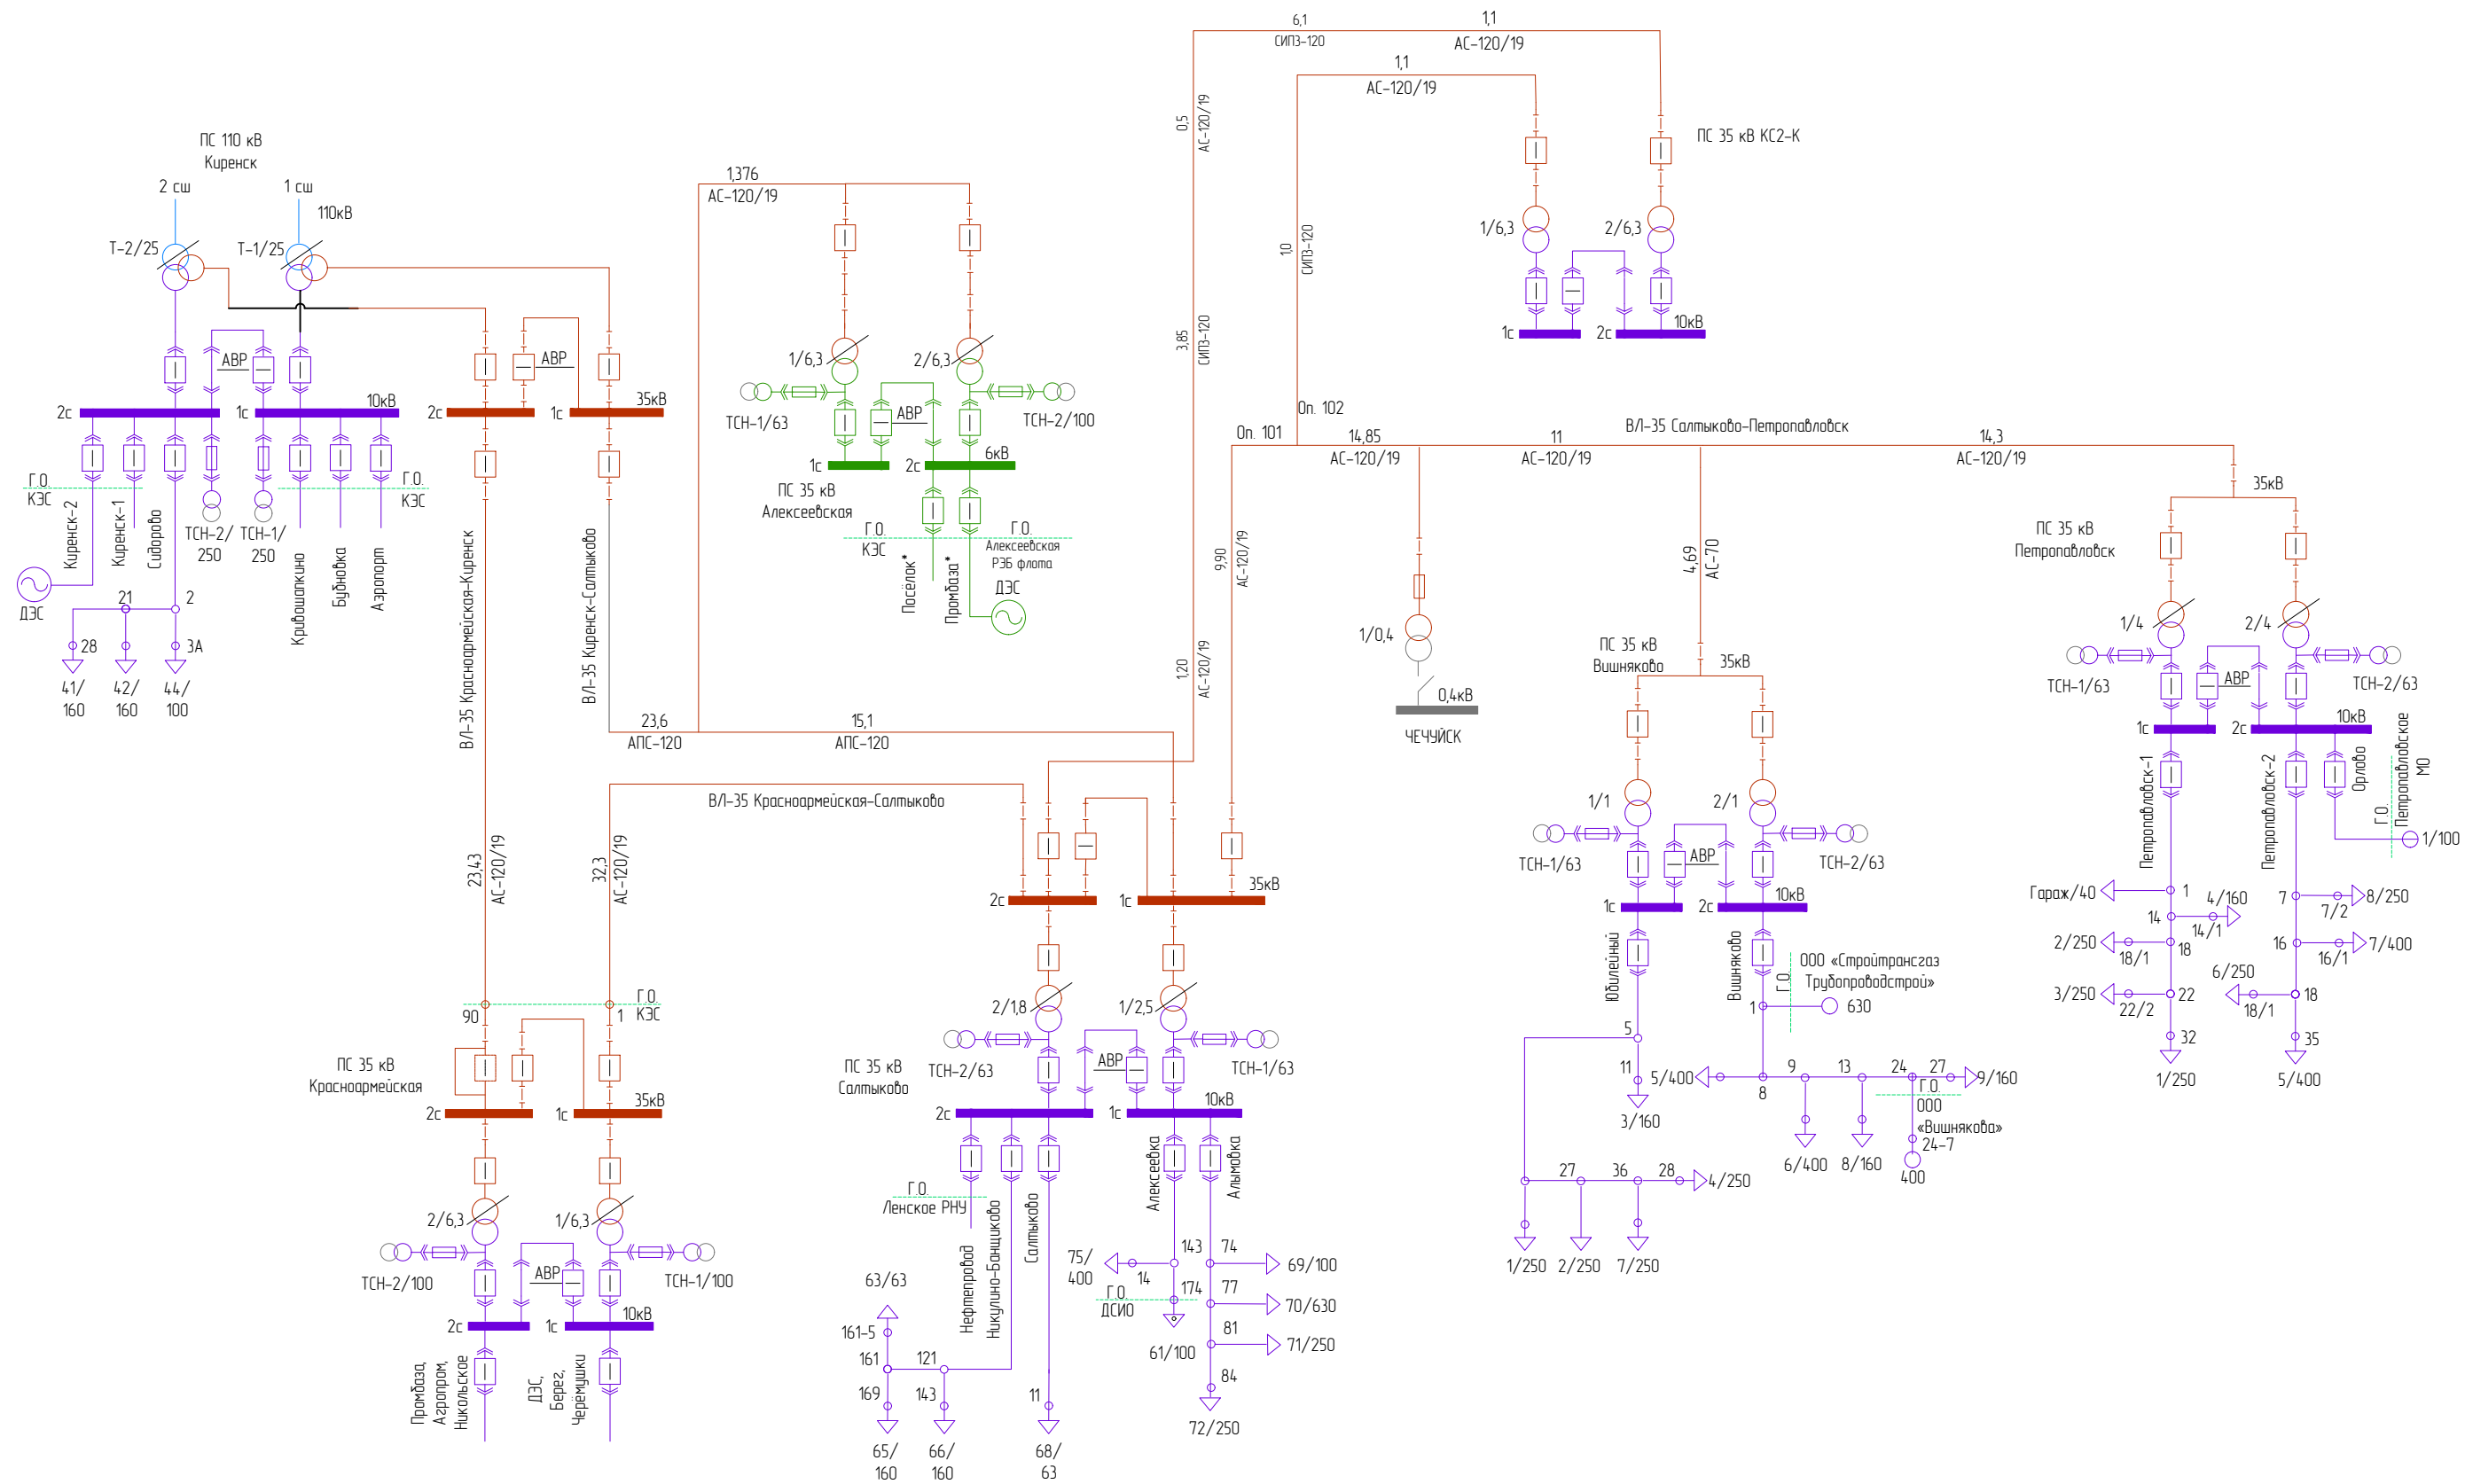 6,1
СИПЗ-120
1,1
АС-120/19
1,1
АС-120/19
0,5
АС-120/19
ПС 35 кВ КС2-К
1/6,3
2/6,3
1с
2с
10кВ
1,0
СИПЗ-120
3,85
СИПЗ-120
ПС 110 кВ
Киренск
2 сш
1 сш
110кВ
Т-2/25
Т-1/25
АВР
2с
1с
10кВ
АВР
2с
1с
35кВ
Г.О.
КЭС
Г.О.
КЭС
Киренск-2
Киренск-1
Сидорово
ТСН-2/
250
ТСН-1/
250
Кривошапкино
Бубновка
Аэропорт
ДЭС
21
2
28
3А
41/
160
42/
160
44/
100
1,376
АС-120/19
1/6,3
2/6,3
ТСН-1/63
ТСН-2/100
АВР
1с
2с
6кВ
ПС 35 кВ
Алексеевская
Г.О.
КЭС
Г.О.
Алексеевская
РЭБ флота
Посёлок*
Промбаза*
ДЭС
ВЛ-35 Красноармейская-Киренск
ВЛ-35 Киренск-Салтыково
23,6
АПС-120
15,1
АПС-120
ВЛ-35 Красноармейская-Салтыково
23,43
АС-120/19
32,3
АС-120/19
1,20
АС-120/19
9,90
АС-120/19
Оп. 102
Оп. 101
14,85
АС-120/19
11
АС-120/19
ВЛ-35 Салтыково-Петропавловск
14,3
АС-120/19
1/0,4
0,4кВ
ЧЕЧУЙСК
4,69
АС-70
ПС 35 кВ
Вишняково
35кВ
1/1
2/1
ТСН-1/63
ТСН-2/63
АВР
1с
2с
10кВ
Юбилейный
Вишняково
Г.О.
ООО «Стройтрансгаз
Трубопроводстрой»
1
630
5
11
3/160
5/400
8
9
13
24
27
9/160
Г.О.
ООО
«Вишнякова»
24-7
400
6/400
8/160
27
36
28
4/250
1/250
2/250
7/250
35кВ
ПС 35 кВ
Петропавловск
1/4
2/4
ТСН-1/63
ТСН-2/63
АВР
1с
2с
10кВ
Петропавловск-1
Петропавловск-2
Орлово
Г.О.
Петропавловское
МО
1/100
Гараж/40
1
14
4/160
14/1
2/250
18/1
18
3/250
22/2
22
32
1/250
7
7/2
8/250
16
16/1
7/400
6/250
18/1
18
35
5/400
2с
1с
35кВ
2/1,8
1/2,5
ПС 35 кВ
Салтыково
ТСН-2/63
ТСН-1/63
АВР
2с
1с
10кВ
Г.О.
Ленское РНУ
Нефтепровод
Никулино-Банщиково
Салтыково
Алексеевка
Алымовка
75/
400
14
143
Г.О.
ДСИО
174
61/100
74
69/100
77
70/630
81
71/250
84
72/250
63/63
161-5
161
121
169
143
11
65/
160
66/
160
68/
63
Г.О.
КЭС
90
1
ПС 35 кВ
Красноармейская
2с
1с
35кВ
2/6,3
1/6,3
ТСН-2/100
ТСН-1/100
АВР
2с
1с
10кВ
Промбаза,
Агропром,
Никольское
ДЭС,
Берег,
Черёмушки